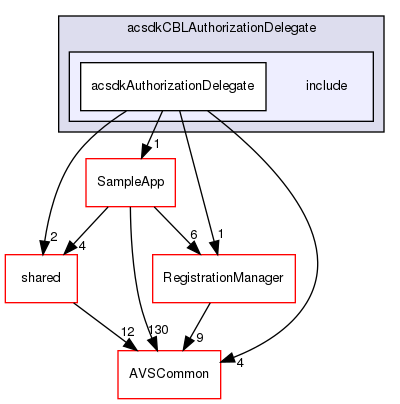 acsdkCBLAuthorizationDelegate
acsdkAuthorizationDelegate
include
1
SampleApp
2
4
6
1
shared
RegistrationManager
12
130
9
4
AVSCommon